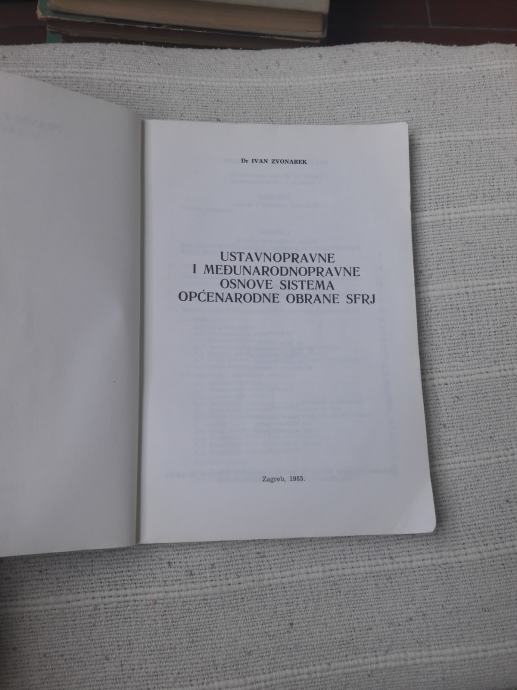 Dr IVAN ZVONAREK
USTAVNOPRAVNE
I MEĐUNARODNOPRAVNE
OSNOVE SISTEMA
OPĆENARODNE OBRANE SFRJ
Zagreb, 1985.